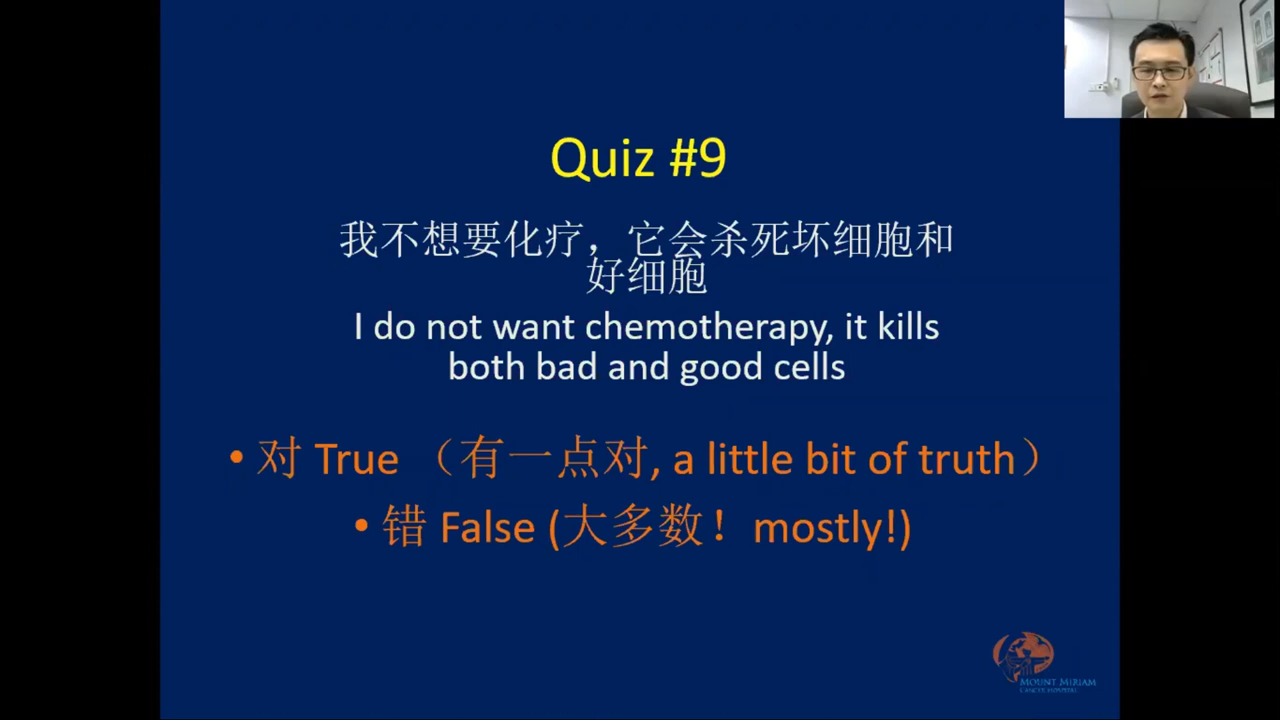 Quiz #9
我不想要化疗，它会杀死坏细胞和
好细胞
I do not want chemotherapy, it kills
both bad and good cells
• 对 True （有一点对, a little bit of truth）
• 错 False (大多数！ mostly!)
MOUNT MIRIAM
CANCER HOSPITAL